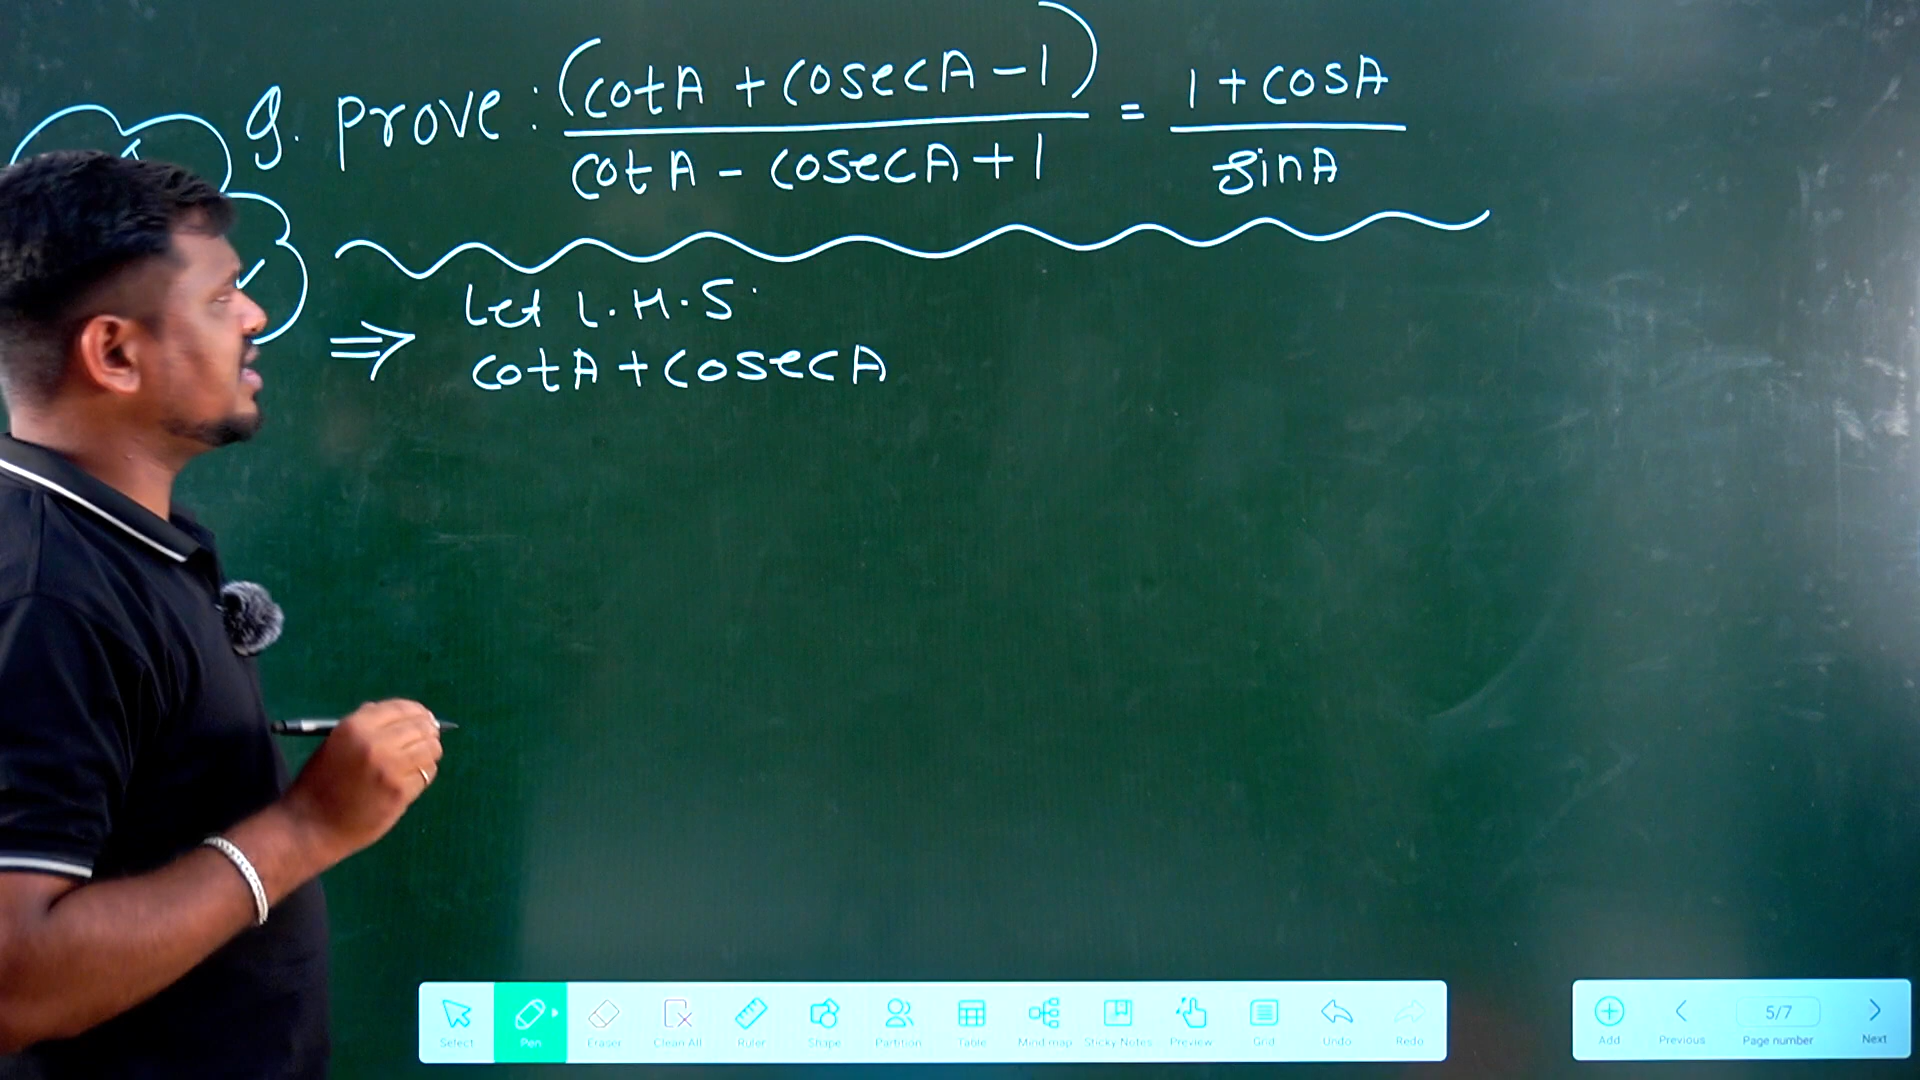 9. Prove : (cotA + cosecA - 1) / cotA - cosecA + 1 = 1 + cosA / sinA
Let L.H.S.
⇒ cotA + cosecA
Select Pen Eraser Clean All Ruler Shape Partition Table Mind map Sticky Notes Preview Grid Undo Redo
Add Previous 5/7 Page number Next